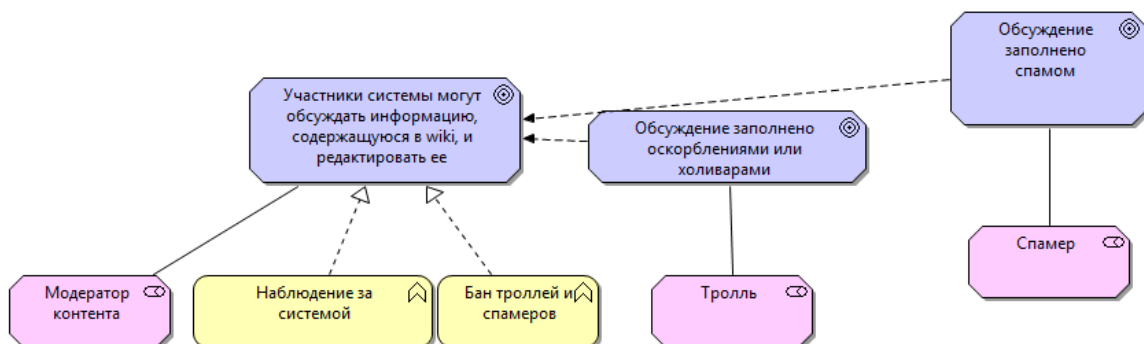 Обсуждение
заполнено
спамом
Участники системы могут
обсуждать информацию,
содержащуюся в wiki, и
редактировать ее
Обсуждение заполнено
оскорблениями или
холиварами
Спамер
Модератор
контента
Наблюдение за
системой
Бан троллей и
спамеров
Тролль